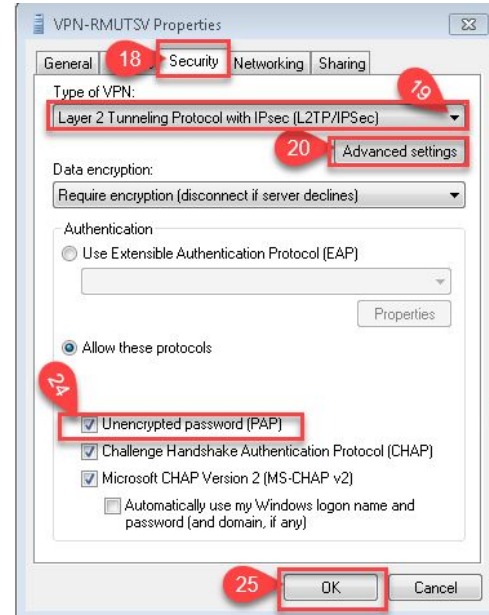 VPN-RMUTSV Properties
General 18 Security Networking Sharing
Type of VPN: 19
Layer 2 Tunneling Protocol with IPsec (L2TP/IPSec)
20 Advanced settings
Data encryption:
Require encryption (disconnect if server declines)
Authentication
Use Extensible Authentication Protocol (EAP)
Properties
Allow these protocols
24
Unencrypted password (PAP)
Challenge Handshake Authentication Protocol (CHAP)
Microsoft CHAP Version 2 (MS-CHAP v2)
Automatically use my Windows logon name and
password (and domain, if any)
25 OK Cancel